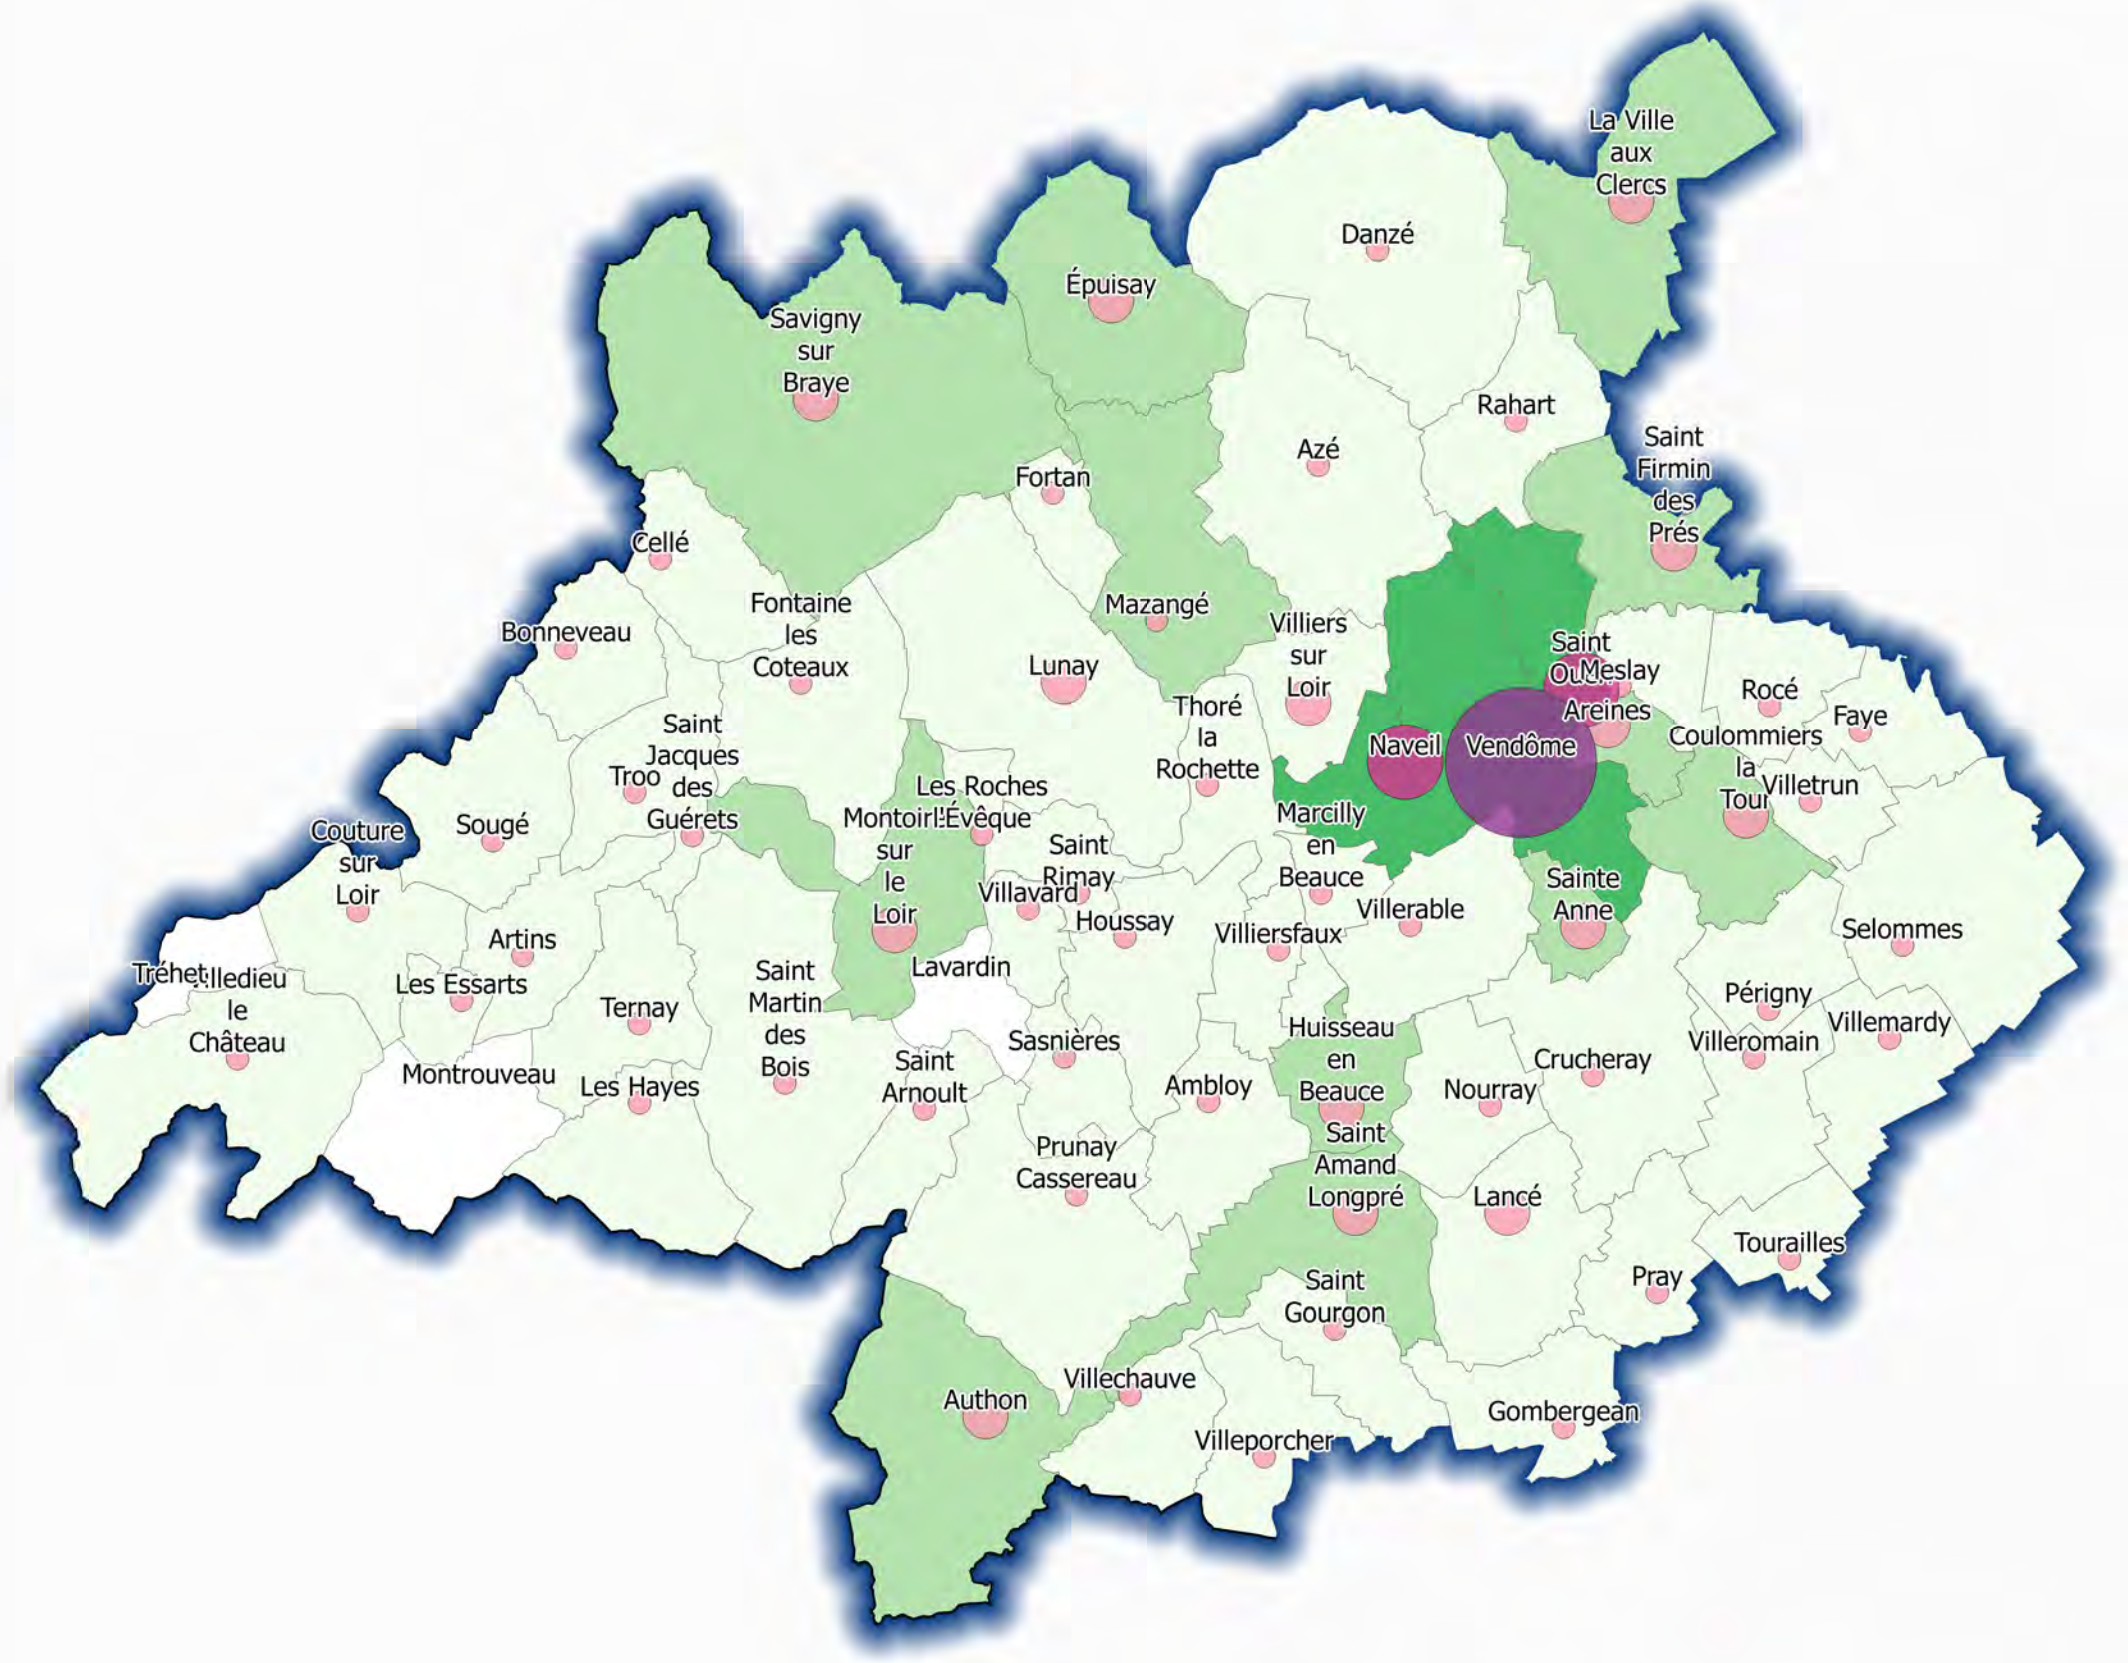 La Ville
aux
Clercs
Danzé
Épuisay
Savigny
sur
Braye
Rahart
Saint
Firmin
des
Prés
Azé
Fortan
Cellé
Mazangé
Fontaine
les
Coteaux
Bonneveau
Villiers
sur
Loir
Saint
Meslay
Lunay
Rocé
Thoré
la
Rochette
Areines
Faye
Saint
Jacques
des
Guérets
Coulommiers
la
Tour
Naveil
Vendôme
Troo
Villetrun
Les Roches
l'Évêque
Montoir
sur
le
Loir
Marcilly
en
Beauce
Sougé
Couture
sur
Loir
Saint
Rimay
Villavard
Sainte
Anne
Houssay
Villerable
Villiersfaux
Selommes
Artins
Lavardin
Tréhet
le
Château
Les Essarts
Saint
Martin
des
Bois
Périgny
Ternay
Villemardy
Huisseau
en
Beauce
Sasnières
Villeromain
Crucheray
Saint
Arnoult
Montrouveau
Les Hayes
Ambloy
Nourray
Saint
Amand
Longpré
Prunay
Cassereau
Lancé
Tourailles
Pray
Saint
Gourgon
Villechauve
Authon
Gombergean
Villeporcher